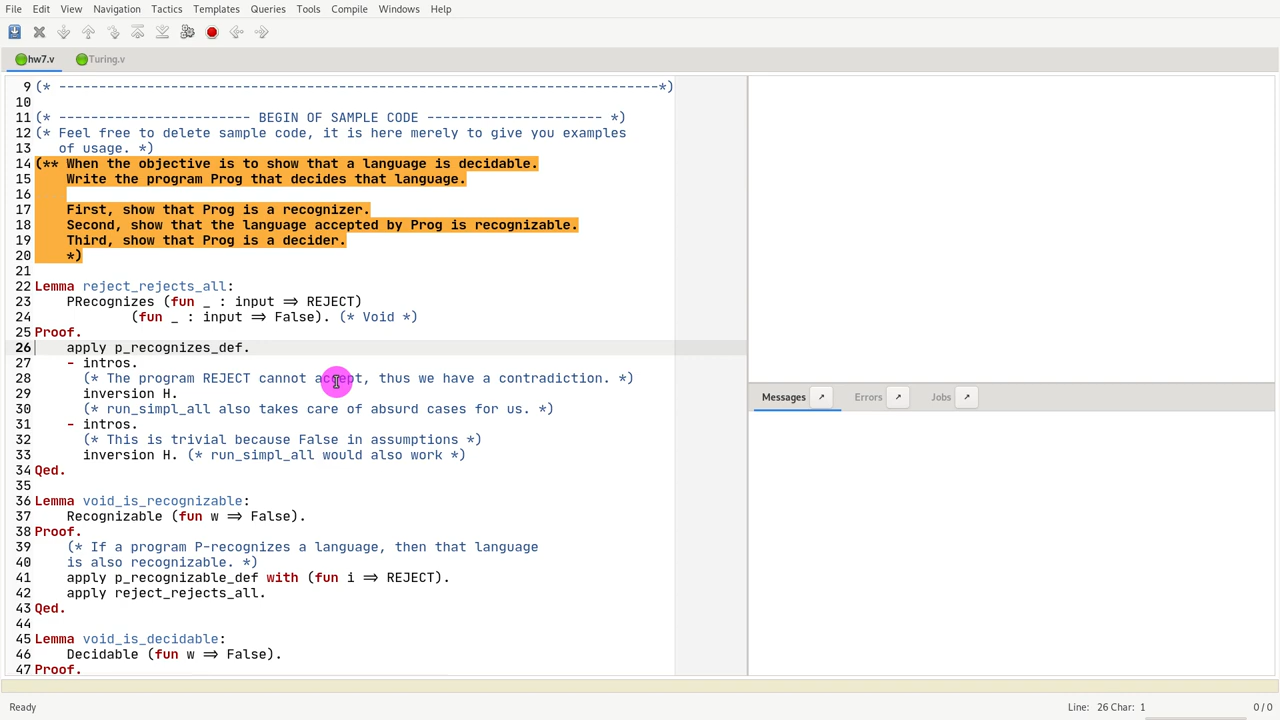 File Edit View Navigation Tactics Templates Queries Tools Compile Windows Help
hw7.v Turing.v
9 (* ---------------------------------------------------------------------------*)
10
11 (* ------------------------ BEGIN OF SAMPLE CODE ---------------------- *)
12 (* Feel free to delete sample code, it is here merely to give you examples
13 of usage. *)
14 (** When the objective is to show that a language is decidable.
15 Write the program Prog that decides that language.
16
17 First, show that Prog is a recognizer.
18 Second, show that the language accepted by Prog is recognizable.
19 Third, show that Prog is a decider.
20 *)
21
22 Lemma reject_rejects_all:
23 PRecognizes (fun _ : input ⇒ REJECT)
24 (fun _ : input ⇒ False). (* Void *)
25 Proof.
26 apply p_recognizes_def.
27 - intros.
28 (* The program REJECT cannot accept, thus we have a contradiction. *)
29 inversion H.
30 (* run_simpl_all also takes care of absurd cases for us. *)
31 - intros.
32 (* This is trivial because False in assumptions *)
33 inversion H. (* run_simpl_all would also work *)
34 Qed.
35
36 Lemma void_is_recognizable:
37 Recognizable (fun w ⇒ False).
38 Proof.
39 (* If a program P-recognizes a language, then that language
40 is also recognizable. *)
41 apply p_recognizable_def with (fun i ⇒ REJECT).
42 apply reject_rejects_all.
43 Qed.
44
45 Lemma void_is_decidable:
46 Decidable (fun w ⇒ False).
47 Proof.
Messages Errors Jobs
Ready Line: 26 Char: 1 0 / 0